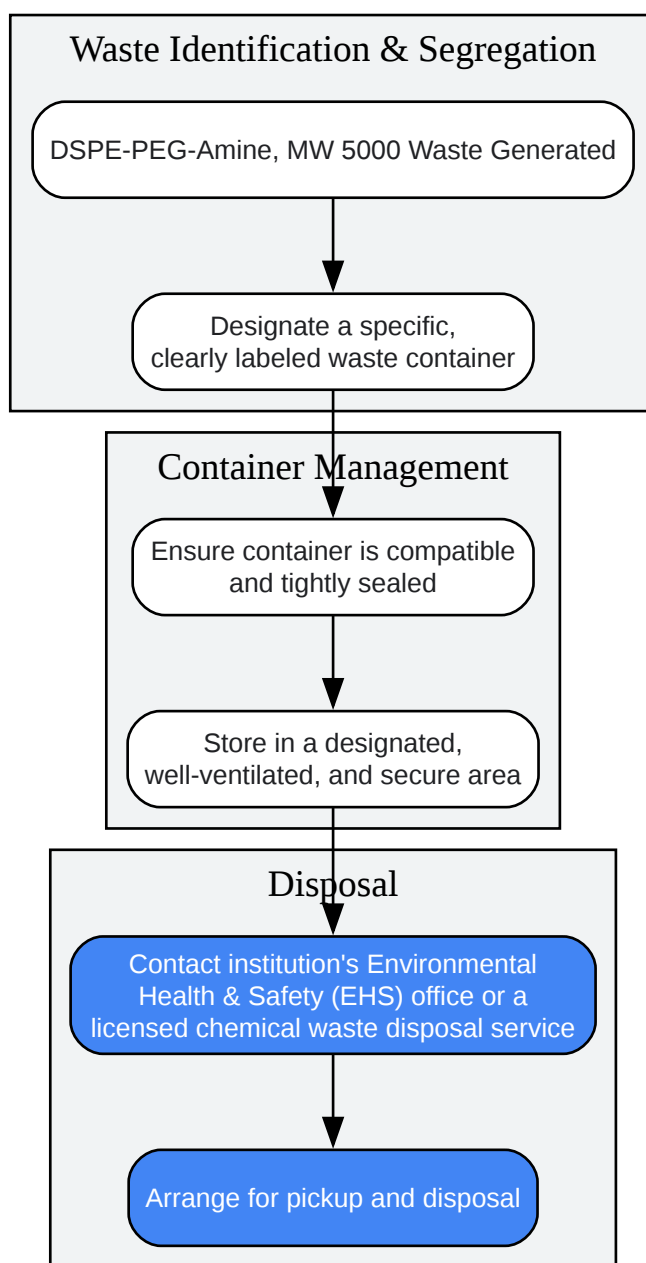 Waste Identification & Segregation
DSPE-PEG-Amine, MW 5000 Waste Generated
Designate a specific,
clearly labeled waste container
Container Management
Ensure container is compatible
and tightly sealed
Store in a designated,
well-ventilated, and secure area
Disposal
Contact institution's Environmental
Health & Safety (EHS) office or a
licensed chemical waste disposal service
Arrange for pickup and disposal